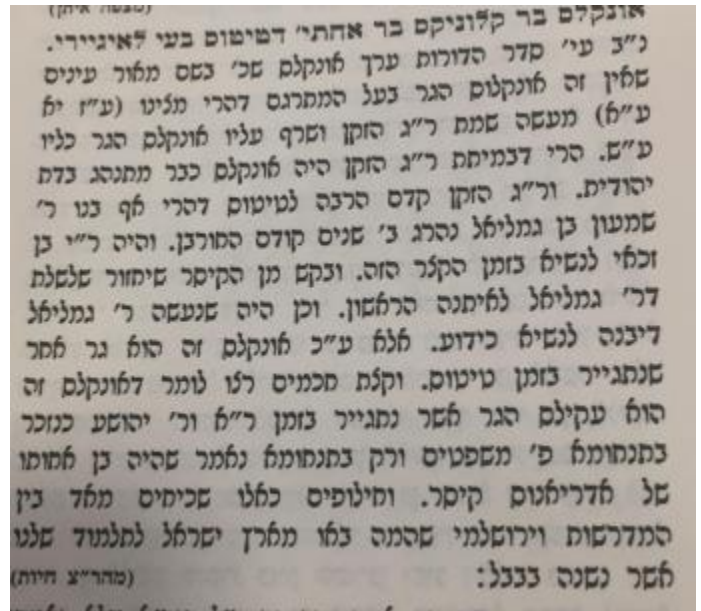 (מצפה איתן)
אונקלס בר קלוניקס בר אחתי׳ דטיטוס בעי לאיגיירי.
נ״ב עי׳ סדר הדורות ערך אונקלס שכ׳ בשם מאור עינים
שאין זה אונקלוס הגר בעל המתרגם דהרי מלינו (ע״ז יא
ע״א) מעשה שמת ר״ג הזקן ושרף עליו אונקלס הגר כליו
ע״ש. הרי דבמיתת ר״ג הזקן היה אונקלס כבר מתנהג בדת
יהודית. ור״ג הזקן קדם הרבה לטיטוס דהרי אף בנו ר׳
שמעון בן גמליאל נהרג ב׳ שנים קודם החורבן. והיה ר״י בן
זכאי לנשיא בזמן הקצר הזה. ובקש מן הקיסר שיחזור שלשלת
דר׳ גמליאל לאיתנה הראשון. וכן היה שנעשה ר׳ גמליאל
דיבנה לנשיא כידוע. אלא ע״כ אונקלס זה הוא גר אחר
שנתגייר בזמן טיטוס. וקצת חכמים רצו לומר דאונקלס זה
הוא עקילס הגר אשר נתגייר בזמן ר״א ור׳ יהושע כנזכר
בתנחומא פ׳ משפטים ורק בתנחומא נאמר שהיה בן אחותו
של אדריאנוס קיסר. וחילופים כאלו שכיחים מאד בין
המדרשות וירושלמי שהמה באו מארץ ישראל לתלמוד שלנו
אשר נשנה בבבל: (מהר״צ חיות)